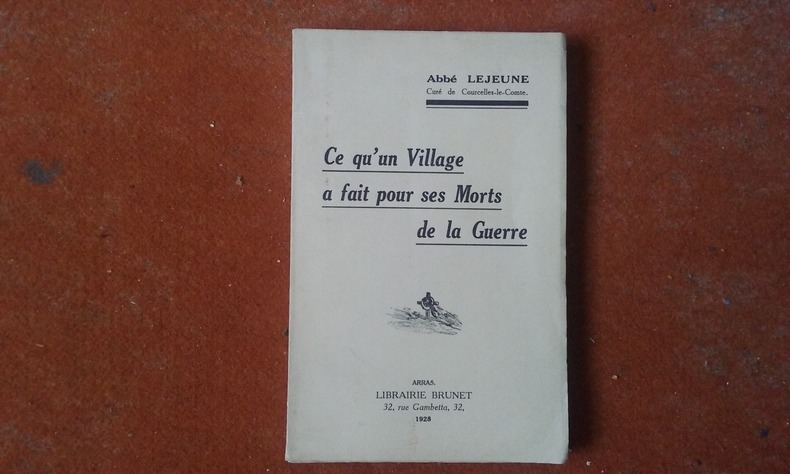 Abbé LEJEUNE
Curé de Courcelles-le-Comte.
Ce qu'un Village
a fait pour ses Morts
de la Guerre
ARRAS.
LIBRAIRIE BRUNET
32, rue Gambetta, 32,
1928